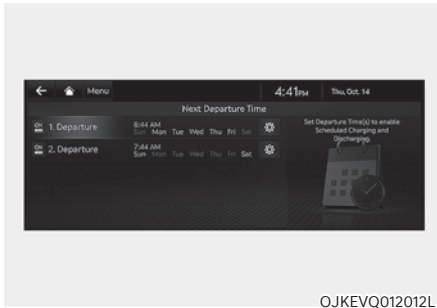 Menu 4:41PM Thu, Oct. 14
Next Departure Time
ON 1. Departure 6:44 AM
Sun Mon Tue Wed Thu Fri Sat
ON 2. Departure 7:44 AM
Sun Mon Tue Wed Thu Fri Sat
Set Departure Time(s) to enable
Scheduled Charging and
Discharging.
OJKEVQ012012L